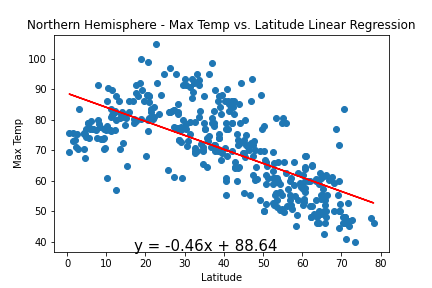 Northern Hemisphere - Max Temp vs. Latitude Linear Regression
100
90
80
70
60
50
40
Max Temp
y = -0.46x + 88.64
0 10 20 30 40 50 60 70 80
Latitude